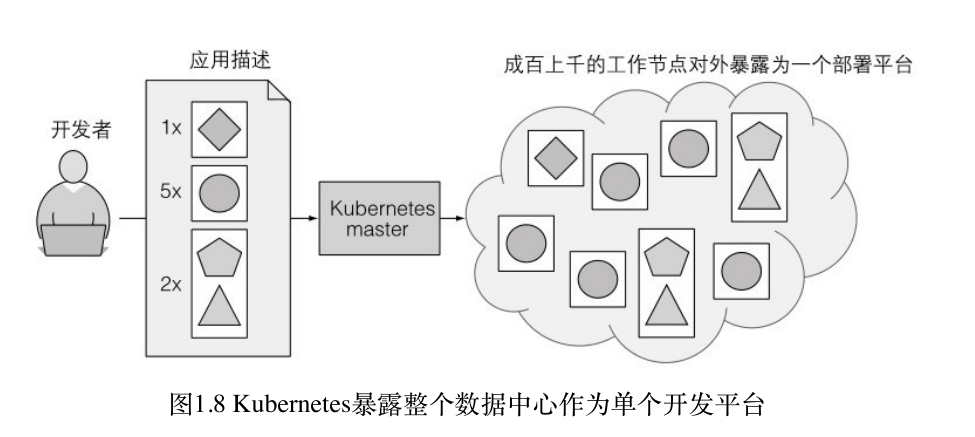 应用描述
成百上千的工作节点对外暴露为一个部署平台
开发者
1x
5x
2x
Kubernetes
master
图1.8 Kubernetes暴露整个数据中心作为单个开发平台